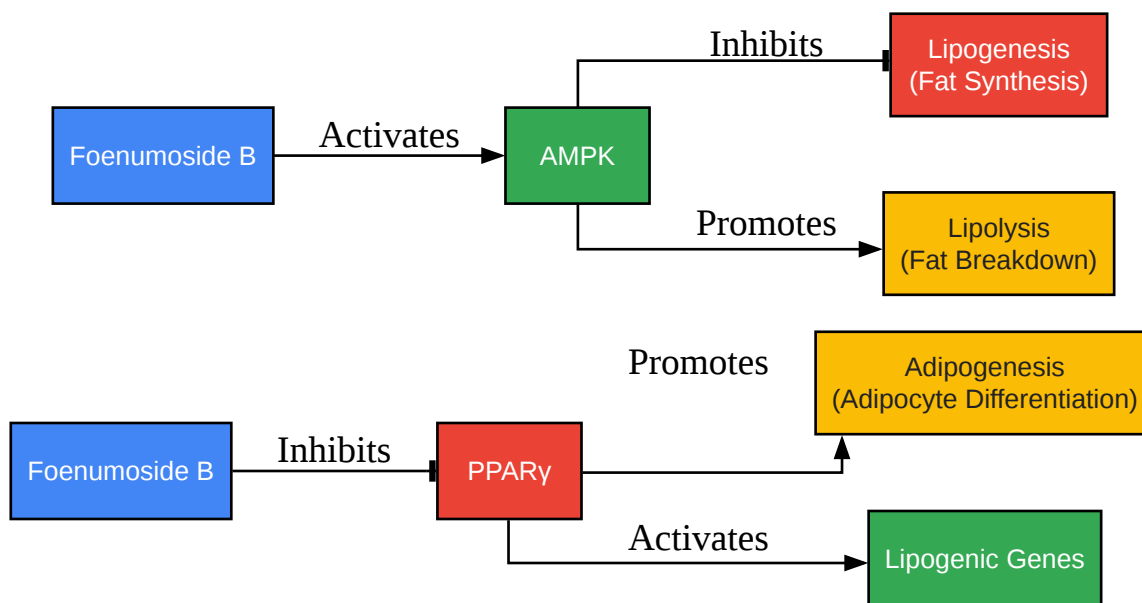 Inhibits
Lipogenesis
(Fat Synthesis)
Foenumoside B
Activates
AMPK
Promotes
Lipolysis
(Fat Breakdown)
Promotes
Adipogenesis
(Adipocyte Differentiation)
Foenumoside B
Inhibits
PPARγ
Activates
Lipogenic Genes